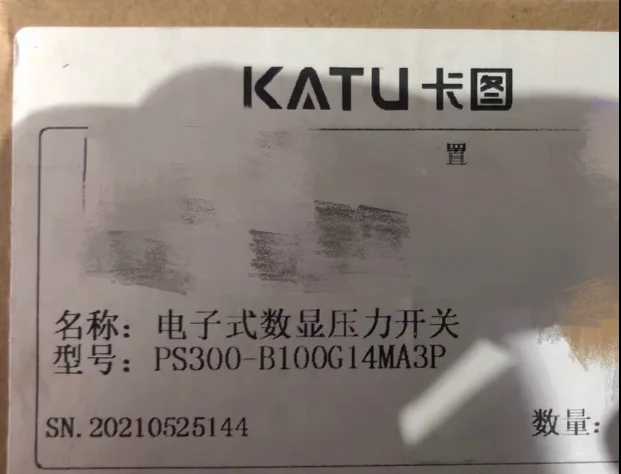 KATU卡图
置
名称：电子式数显压力开关
型号：PS300-B100G14MA3P
SN.20210525144
数量：